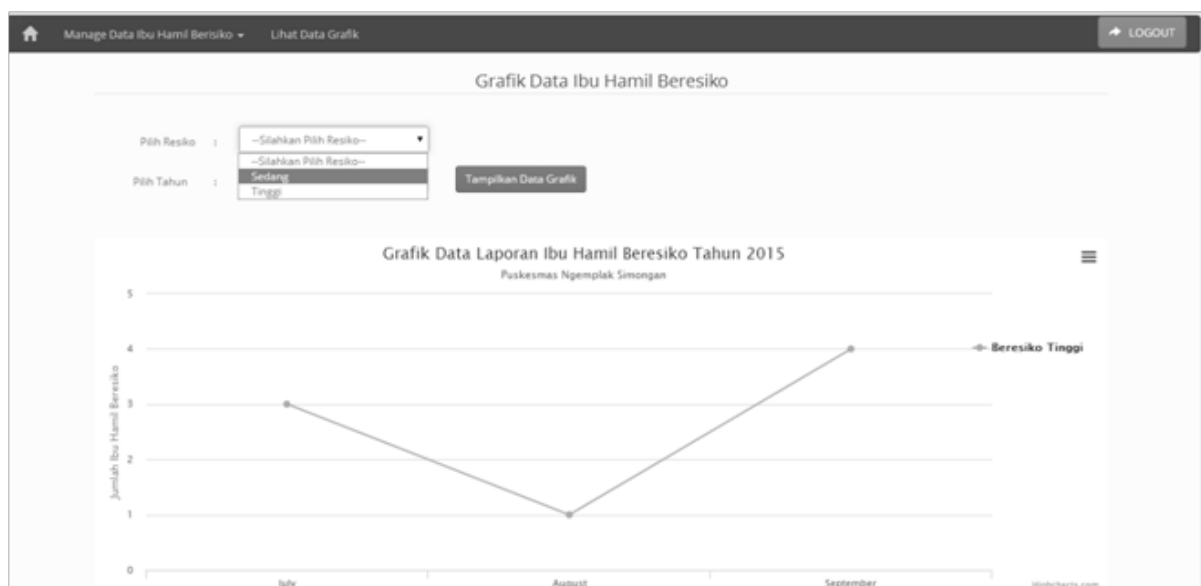 Manage Data Ibu Hamil Berisiko Lihat Data Grafik LOGOUT
Grafik Data Ibu Hamil Beresiko
Pilih Resiko : --Silahkan Pilih Resiko--
--Silahkan Pilih Resiko--
Sedang
Tinggi
Pilih Tahun : Tampilkan Data Grafik
Grafik Data Laporan Ibu Hamil Beresiko Tahun 2015
Puskesmas Ngemplak Simongan
Jumlah Ibu Hamil Beresiko
5
4
3
2
1
0
Beresiko Tinggi
July August September
Highcharts.com